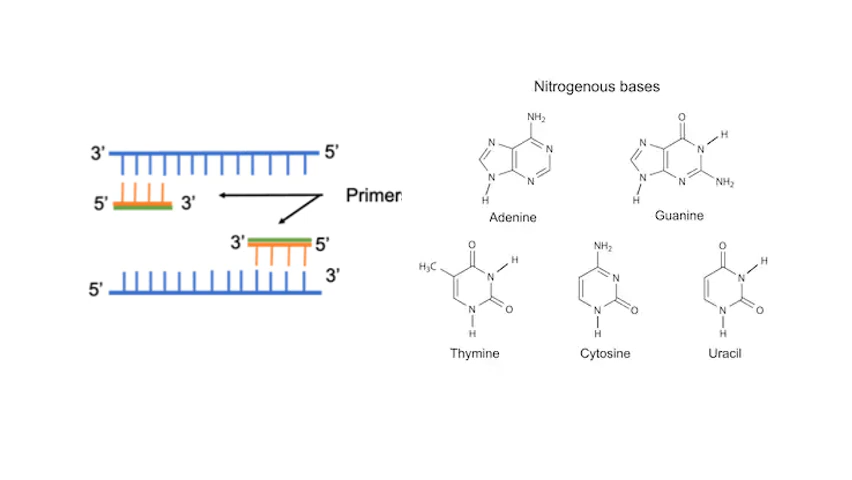 3' 5'
5' 3'
Primer
3' 5'
3'
5'
Nitrogenous bases
NH2
N N
N N
H
Adenine
O
H
N N
N N NH2
H
Guanine
O
H3C H
N
N O
H
Thymine
NH2
N
N O
H
Cytosine
O
H
N
N O
H
Uracil